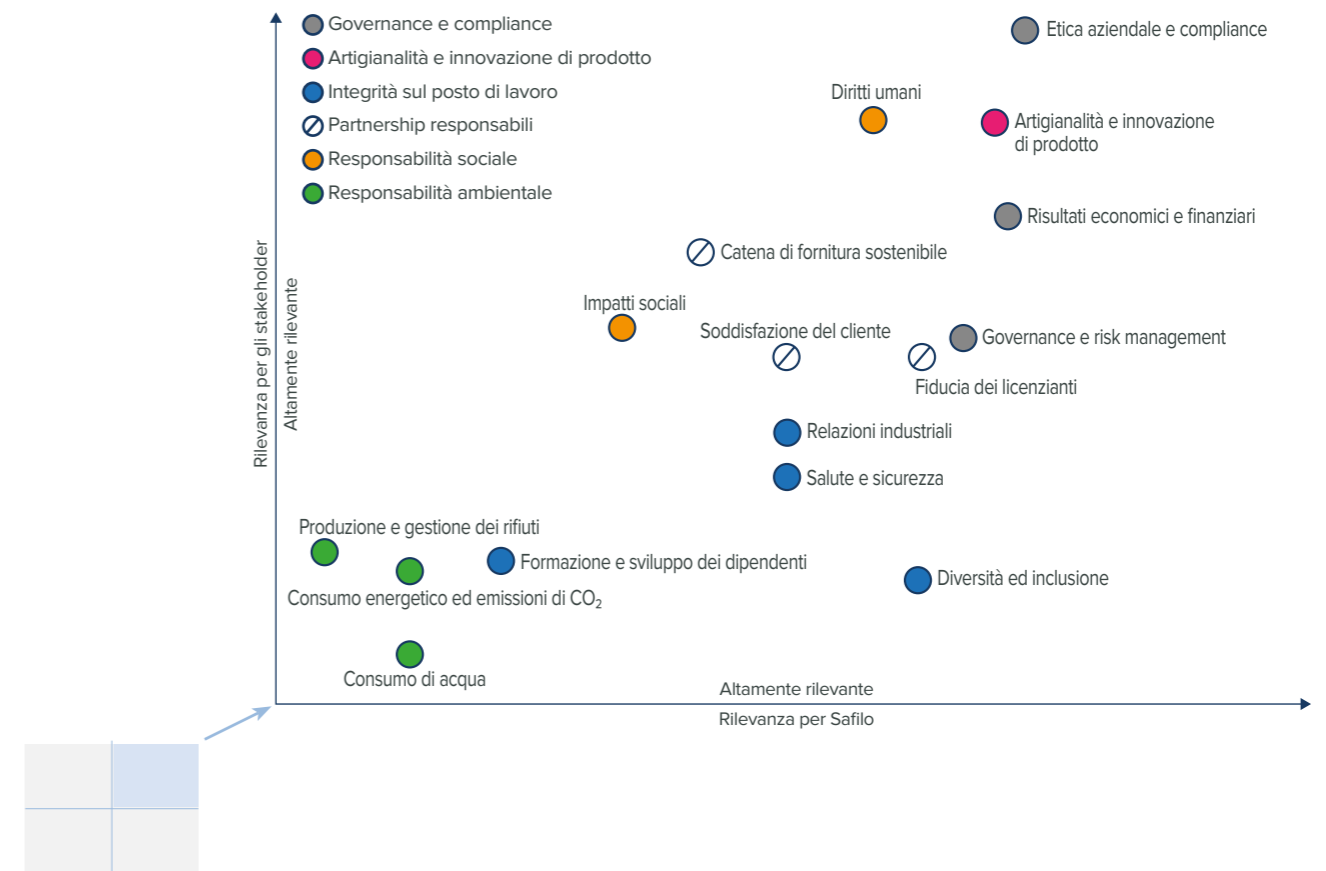 Governance e compliance
Artigianalità e innovazione di prodotto
Integrità sul posto di lavoro
Partnership responsabili
Responsabilità sociale
Responsabilità ambientale
Rilevanza per gli stakeholder
Altamente rilevante
Etica aziendale e compliance
Diritti umani
Artigianalità e innovazione
di prodotto
Risultati economici e finanziari
Catena di fornitura sostenibile
Impatti sociali
Soddisfazione del cliente
Governance e risk management
Fiducia dei licenzianti
Relazioni industriali
Salute e sicurezza
Produzione e gestione dei rifiuti
Formazione e sviluppo dei dipendenti
Diversità ed inclusione
Consumo energetico ed emissioni di CO₂
Consumo di acqua
Altamente rilevante
Rilevanza per Safilo